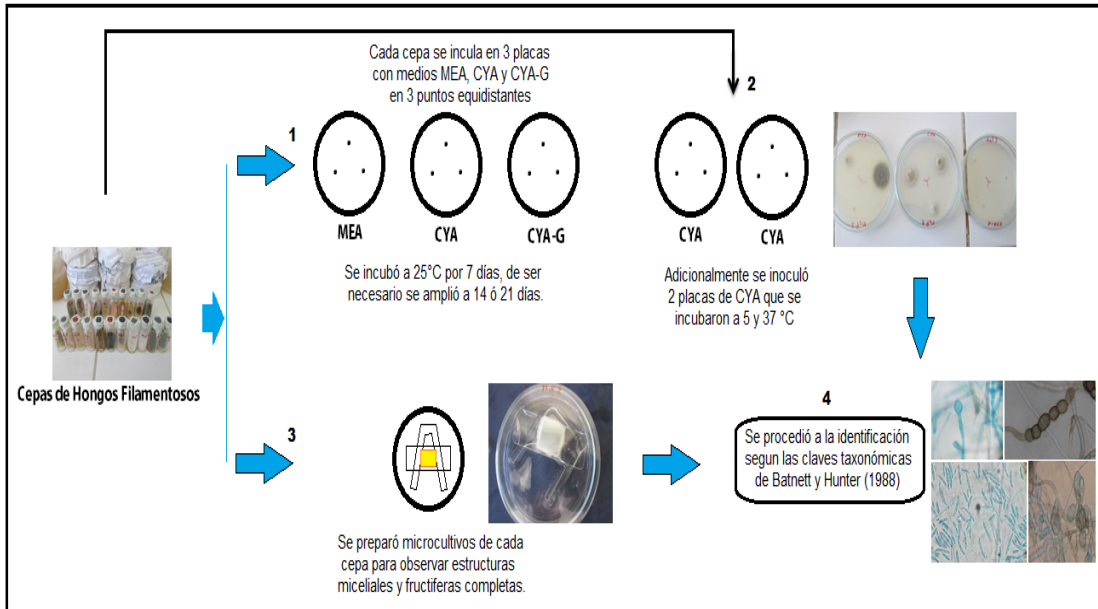 Cada cepa se incula en 3 placas
con medios MEA, CYA y CYA-G
en 3 puntos equidistantes
2
1
MEA
CYA
CYA-G
CYA
CYA
Se incubó a 25°C por 7 días, de ser
necesario se amplió a 14 ó 21 días.
Adicionalmente se inoculó
2 placas de CYA que se
incubaron a 5 y 37 °C
Cepas de Hongos Filamentosos
3
4
Se procedió a la identificación
segun las claves taxonómicas
de Batnett y Hunter (1988)
Se preparó microcultivos de cada
cepa para observar estructuras
miceliales y fructíferas completas.